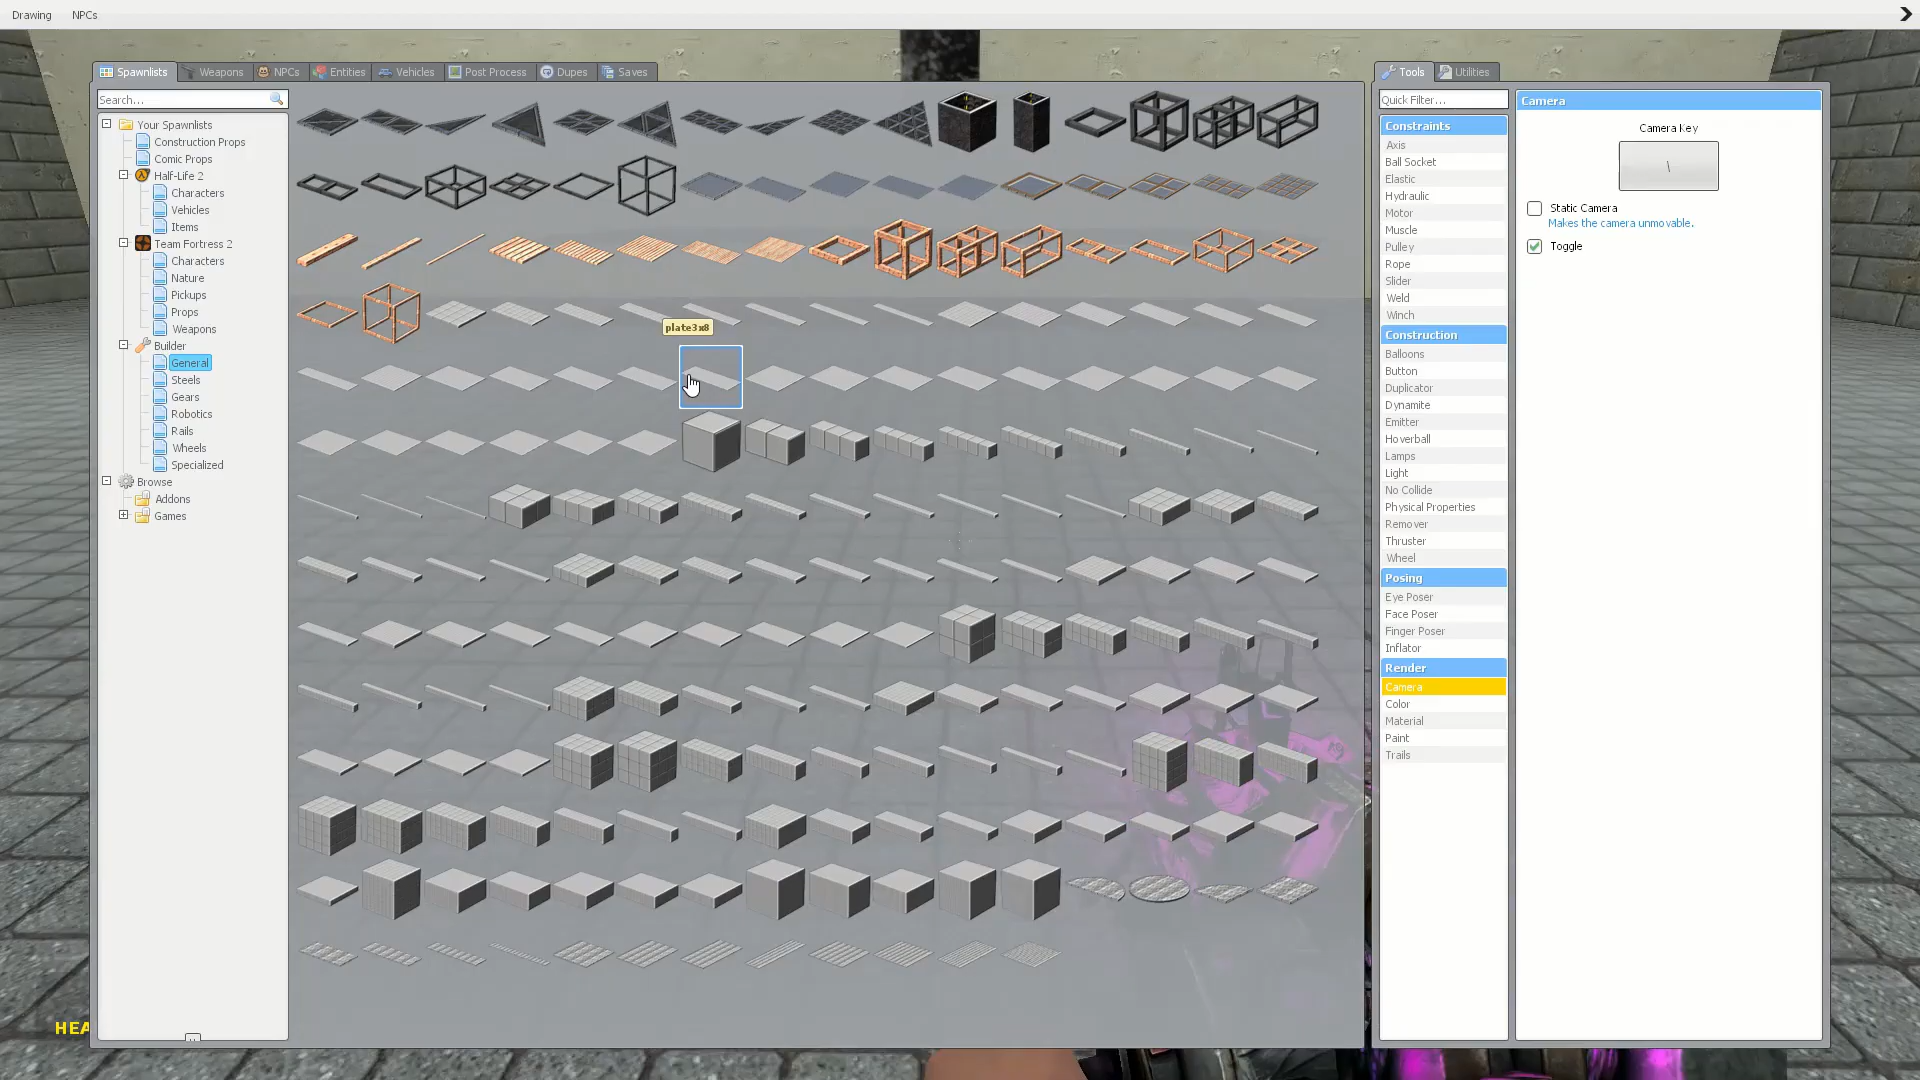 Drawing NPCs
Spawnlists Weapons NPCs Entities Vehicles Post Process Dupes Saves
Search...
Your Spawnlists
Construction Props
Comic Props
Half-Life 2
Characters
Vehicles
Items
Team Fortress 2
Characters
Nature
Pickups
Props
Weapons
Builder
General
Steels
Gears
Robotics
Rails
Wheels
Specialized
Browse
Addons
Games
plate3x8
HEA
Tools Utilities
Quick Filter...
Constraints
Axis
Ball Socket
Elastic
Hydraulic
Motor
Muscle
Pulley
Rope
Slider
Weld
Winch
Construction
Balloons
Button
Duplicator
Dynamite
Emitter
Hoverball
Lamps
Light
No Collide
Physical Properties
Remover
Thruster
Wheel
Posing
Eye Poser
Face Poser
Finger Poser
Inflator
Render
Camera
Color
Material
Paint
Trails
Camera
Camera Key
\
Static Camera
Makes the camera unmovable.
Toggle